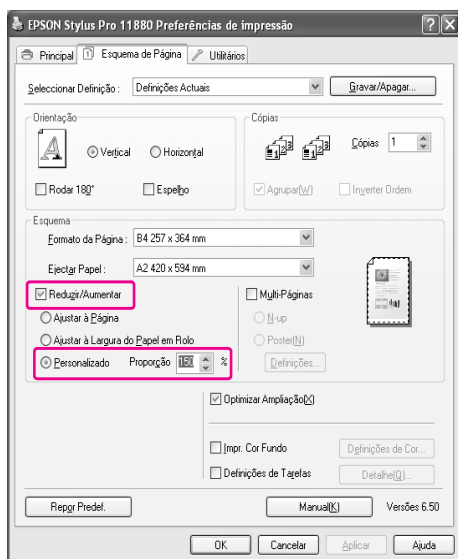 EPSON Stylus Pro 11880 Preferências de impressão
Principal Esquema de Página Utilitários
Seleccionar Definição : Definições Actuais Gravar/Apagar...
Orientação
A
Vertical Horizontal
Rodar 180° Espelho
Cópias
Cópias 1
Agrupar(W) Inverter Ordem
Esquema
Formato da Página : B4 257 x 364 mm
Ejectar Papel : A2 420 x 594 mm
Reduzir/Aumentar
Ajustar à Página
Ajustar à Largura do Papel em Rolo
Personalizado Proporção 150 %
Multi-Páginas
N-up
Poster(N)
Definições...
Optimizar Ampliação(X)
Impr. Cor Fundo Definições de Cor...
Definições de Tarefas Detalhe(Q)...
Repor Predef. Manual(K) Versões 6.50
OK Cancelar Aplicar Ajuda